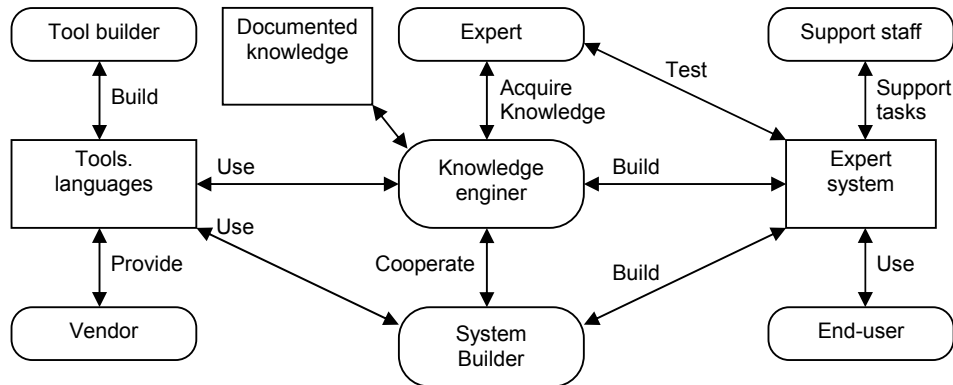 Tool builder
Documented
knowledge
Expert
Support staff
Build
Acquire
Knowledge
Test
Support
tasks
Tools.
languages
Use
Knowledge
enginer
Build
Expert
system
Use
Provide
Cooperate
Build
Use
Vendor
System
Builder
End-user